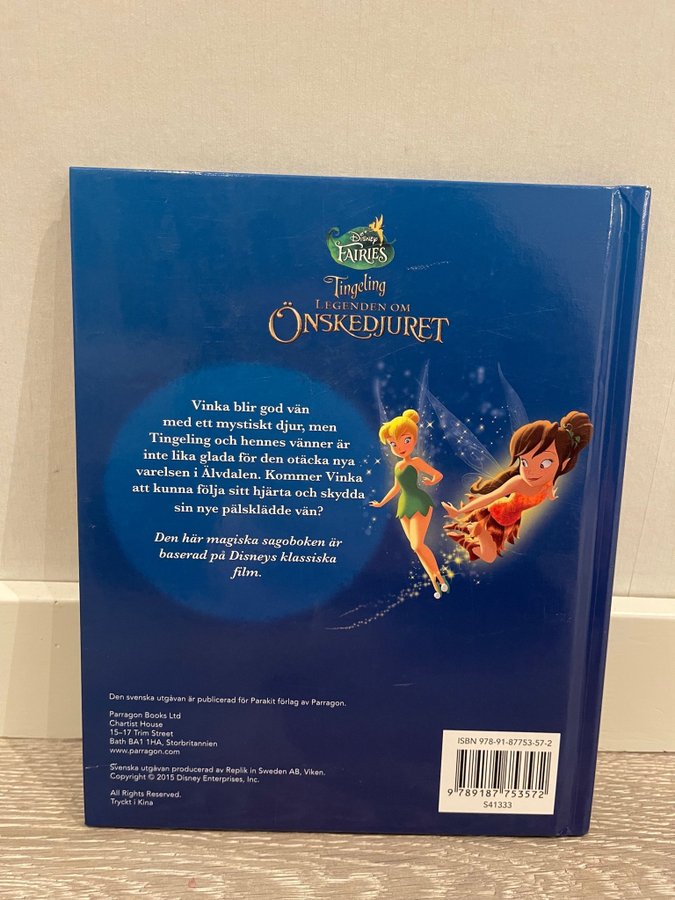 Disney
FAIRIES
Tingeling
LEGENDEN OM
ÖNSKEDJURET
Vinka blir god vän
med ett mystiskt djur, men
Tingeling och hennes vänner är
inte lika glada för den otäcka nya
varelsen i Älvdalen. Kommer Vinka
att kunna följa sitt hjärta och skydda
sin nye pälsklädde vän?
Den här magiska sagoboken är
baserad på Disneys klassiska
film.
Den svenska utgåvan är publicerad för Parakit förlag av Parragon.
Parragon Books Ltd
Chartist House
15–17 Trim Street
Bath BA1 1HA, Storbritannien
www.parragon.com
Svenska utgåvan producerad av Replik in Sweden AB, Viken.
Copyright © 2015 Disney Enterprises, Inc.
All Rights Reserved.
Tryckt i Kina
ISBN 978-91-87753-57-2
9 789187 753572
S41333